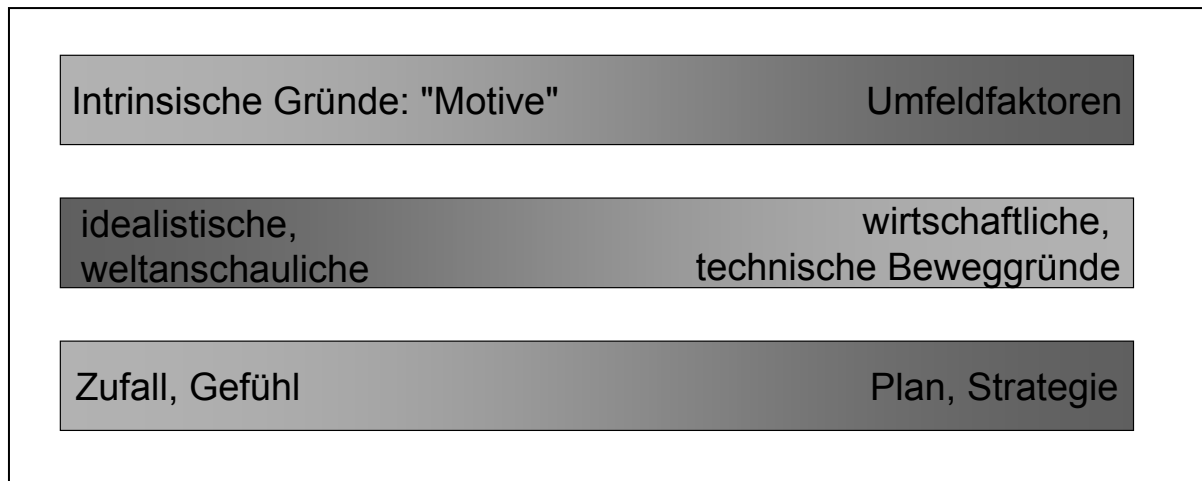 Intrinsische Gründe: "Motive" Umfeldfaktoren
idealistische,
weltanschauliche
wirtschaftliche,
technische Beweggründe
Zufall, Gefühl Plan, Strategie